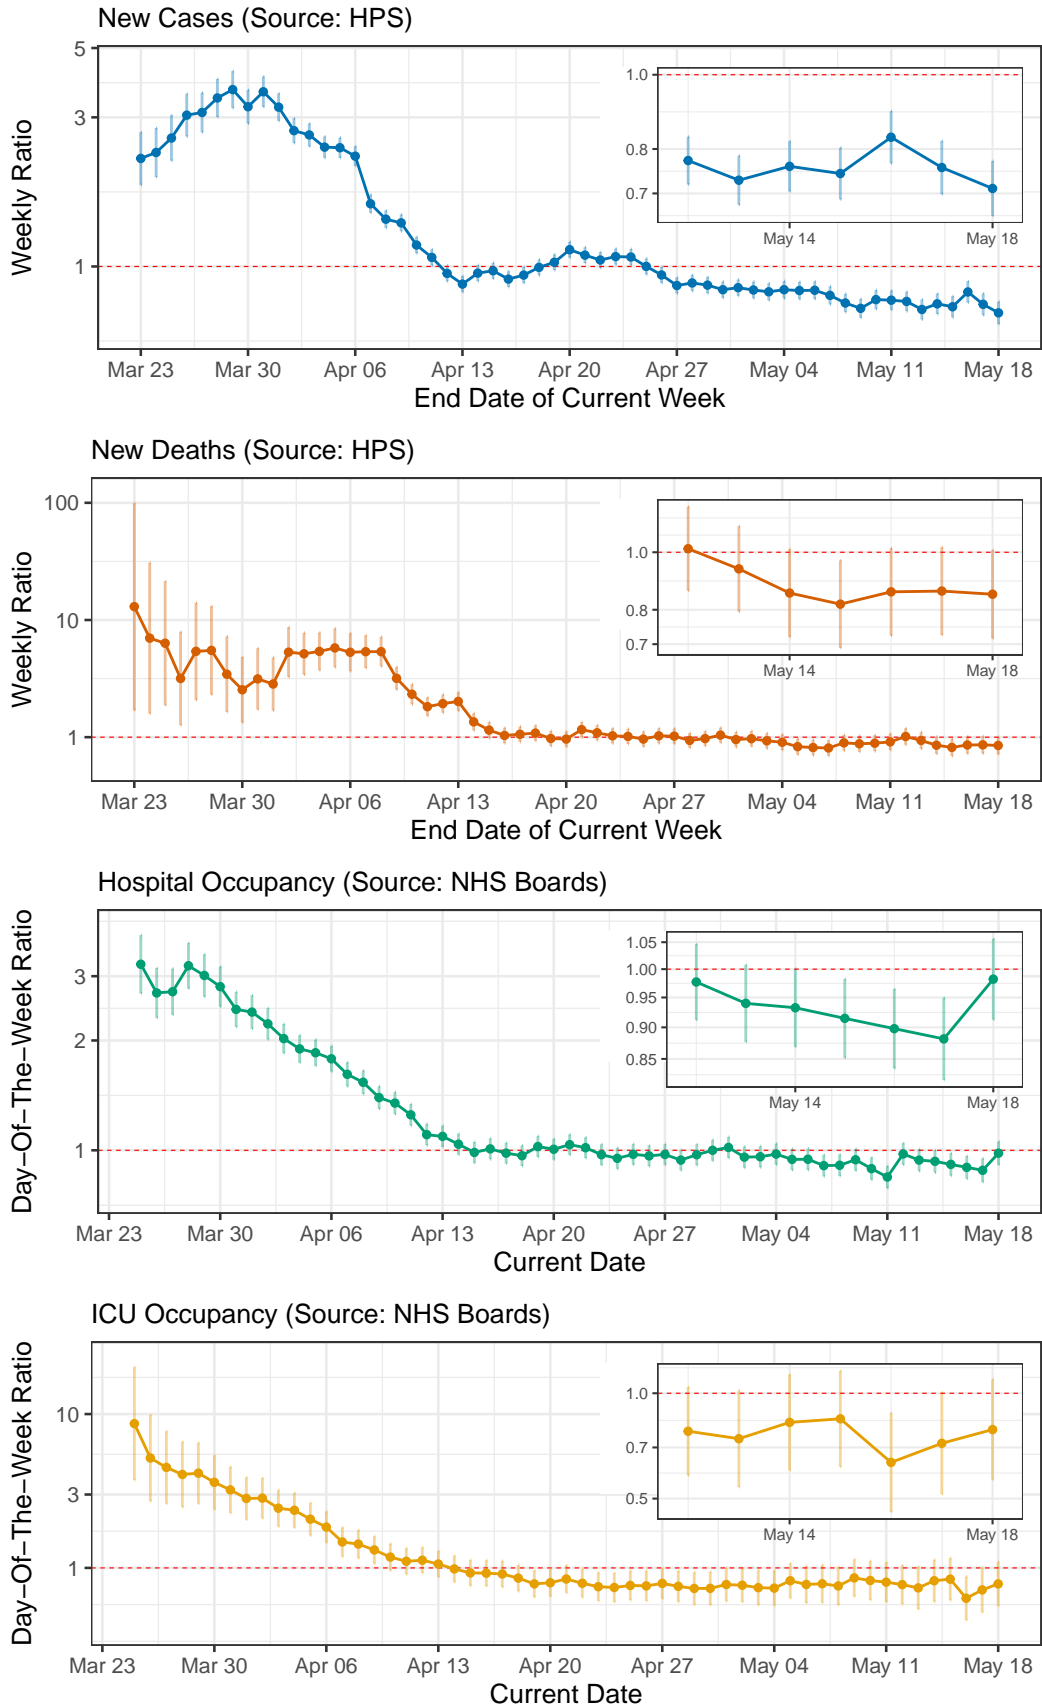 New Cases (Source: HPS)
Weekly Ratio
5
3
1
1.0
0.8
0.7
May 14
May 18
Mar 23
Mar 30
Apr 06
Apr 13
Apr 20
Apr 27
May 04
May 11
May 18
End Date of Current Week
New Deaths (Source: HPS)
Weekly Ratio
100
10
1
1.0
0.8
0.7
May 14
May 18
Mar 23
Mar 30
Apr 06
Apr 13
Apr 20
Apr 27
May 04
May 11
May 18
End Date of Current Week
Hospital Occupancy (Source: NHS Boards)
Day−Of−The−Week Ratio
3
2
1
1.05
1.00
0.95
0.90
0.85
May 14
May 18
Mar 23
Mar 30
Apr 06
Apr 13
Apr 20
Apr 27
May 04
May 11
May 18
Current Date
ICU Occupancy (Source: NHS Boards)
Day−Of−The−Week Ratio
10
3
1
1.0
0.7
0.5
May 14
May 18
Mar 23
Mar 30
Apr 06
Apr 13
Apr 20
Apr 27
May 04
May 11
May 18
Current Date